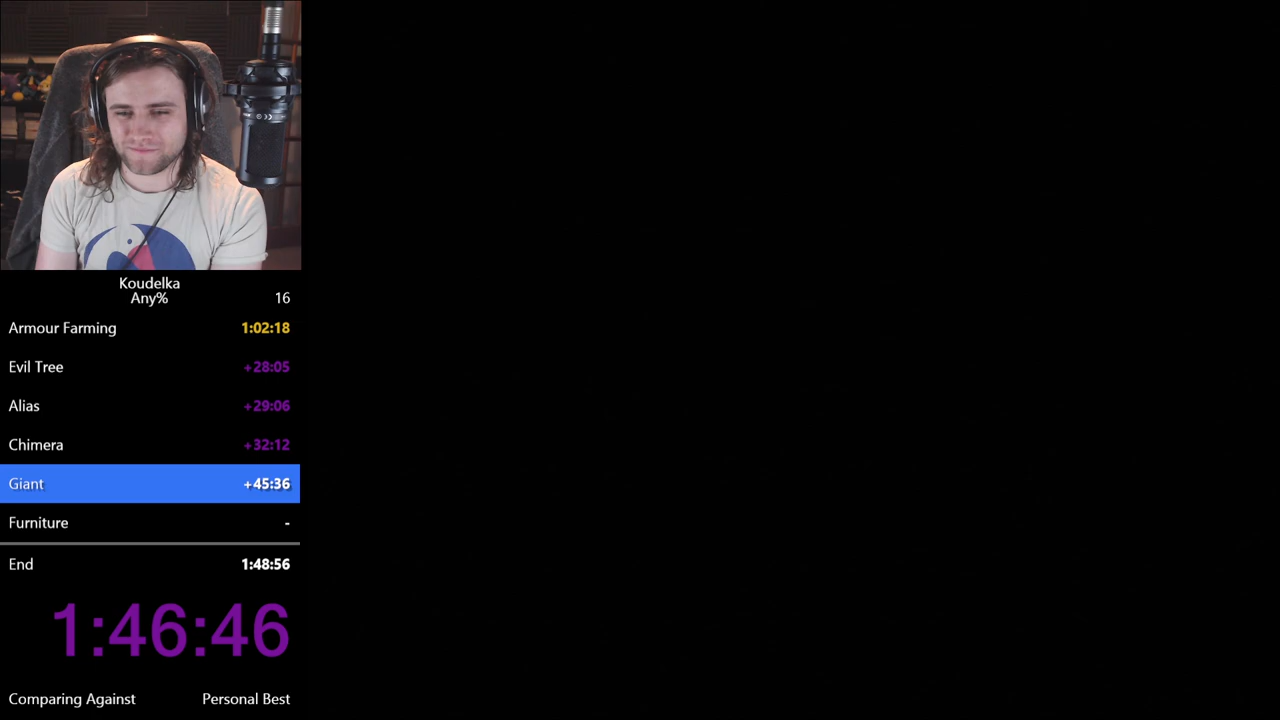 Koudelka
Any%
16
Armour Farming 1:02:18
Evil Tree +28:05
Alias +29:06
Chimera +32:12
Giant +45:36
Furniture -
End 1:48:56
1:46:46
Comparing Against Personal Best